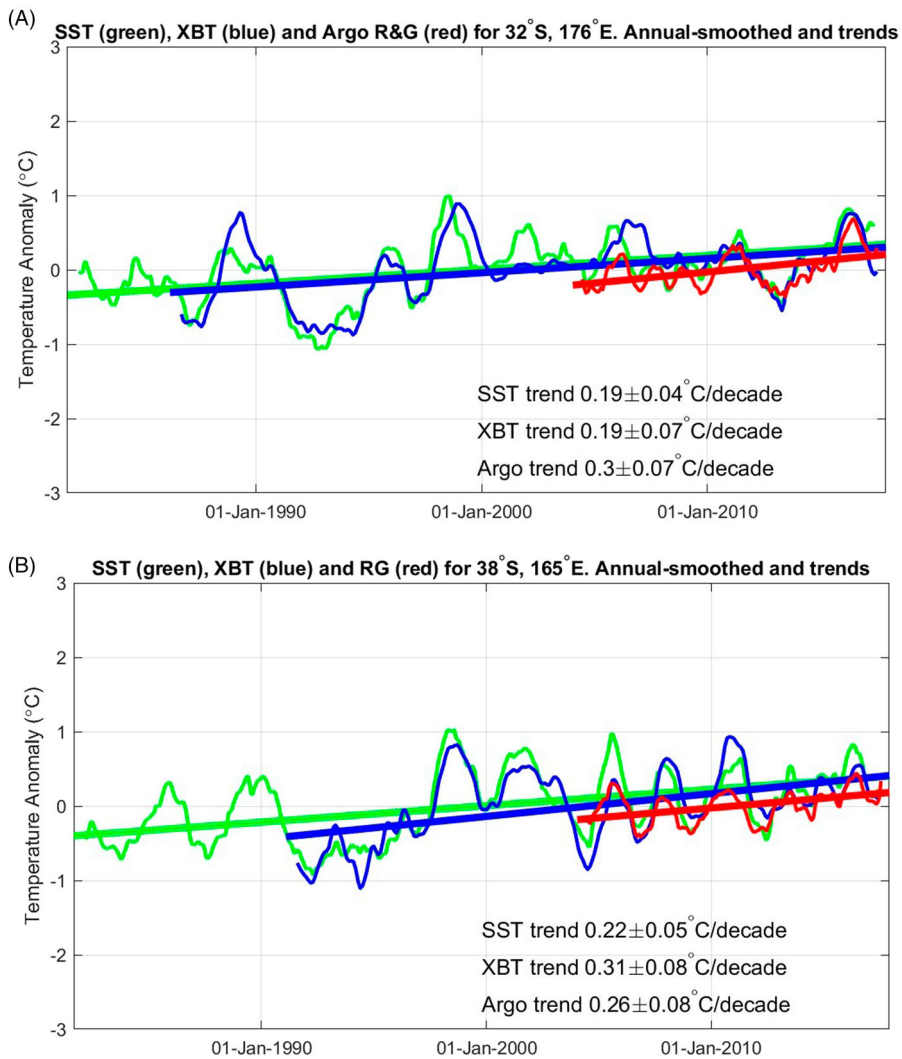 (A)
SST (green), XBT (blue) and Argo R&G (red) for 32°S, 176°E. Annual-smoothed and trends
3
2
1
0
-1
-2
-3
Temperature Anomaly (°C)
SST trend 0.19±0.04°C/decade
XBT trend 0.19±0.07°C/decade
Argo trend 0.3±0.07°C/decade
01-Jan-1990
01-Jan-2000
01-Jan-2010
(B)
SST (green), XBT (blue) and RG (red) for 38°S, 165°E. Annual-smoothed and trends
3
2
1
0
-1
-2
-3
Temperature Anomaly (°C)
SST trend 0.22±0.05°C/decade
XBT trend 0.31±0.08°C/decade
Argo trend 0.26±0.08°C/decade
01-Jan-1990
01-Jan-2000
01-Jan-2010